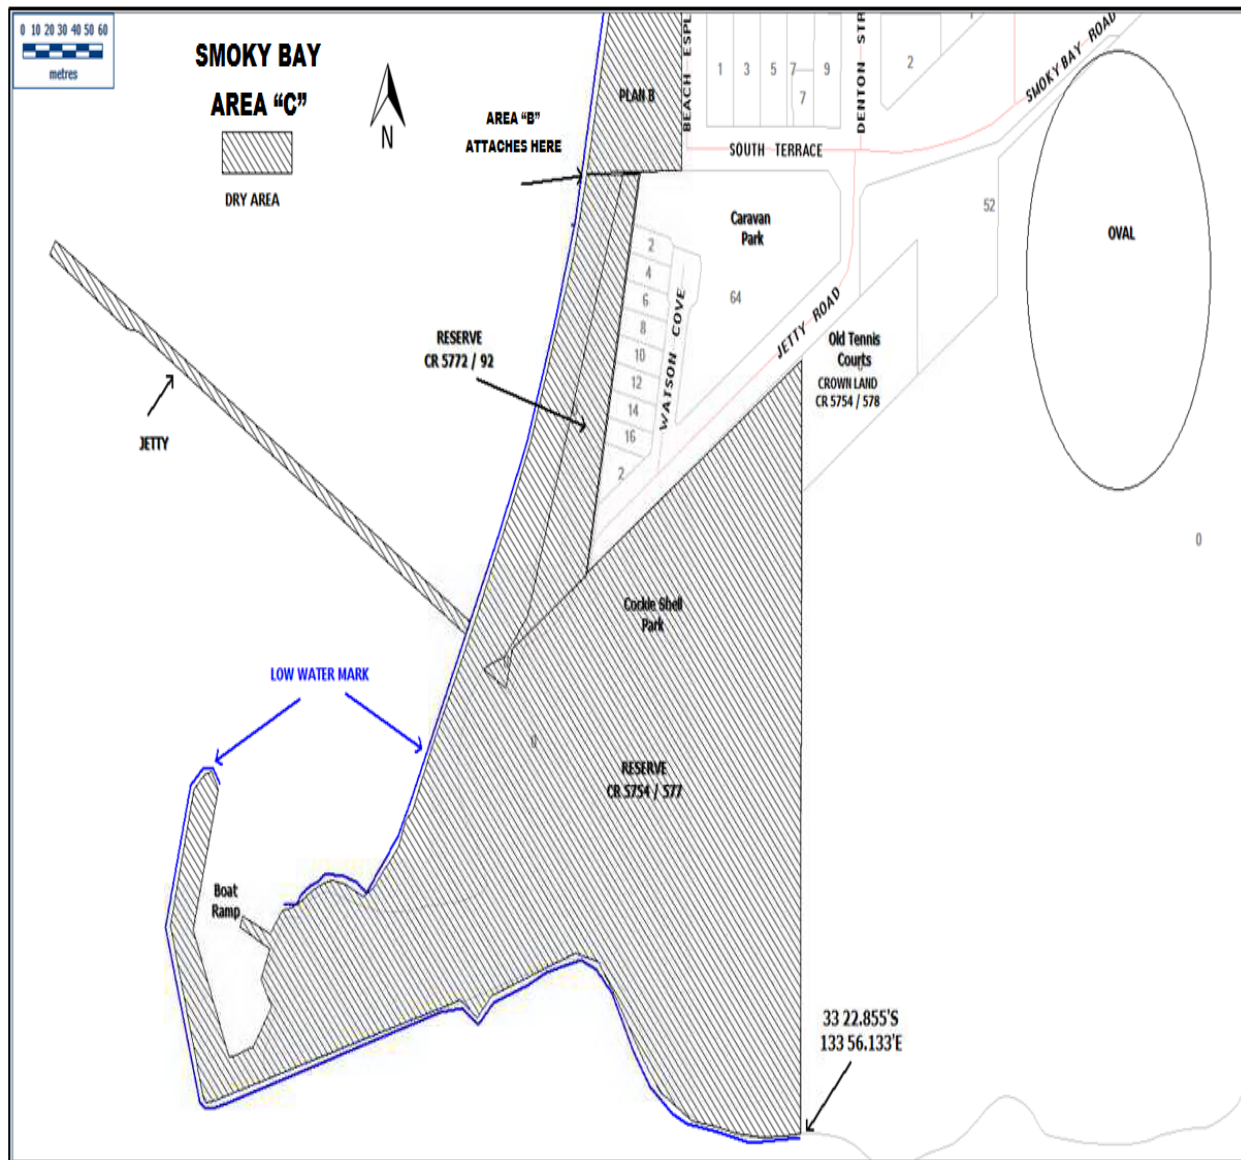 0 10 20 30 40 50 60
metres
SMOKY BAY
AREA “C”
DRY AREA
N
AREA “B”
ATTACHES HERE
PLAN B
BEACH ESPL
1 3 5 7 9
7
DENTON STR
2
SMOKY BAY ROAD
SOUTH TERRACE
52
OVAL
Caravan
Park
64
2
4
6
8
10
12
14
16
2
WATSON COVE
JETTY ROAD
Old Tennis
Courts
CROWN LAND
CR 5754 / 578
RESERVE
CR 5772 / 92
JETTY
0
Cockle Shell
Park
LOW WATER MARK
0
RESERVE
CR 5754 / 577
Boat
Ramp
33 22.855'S
133 56.133'E